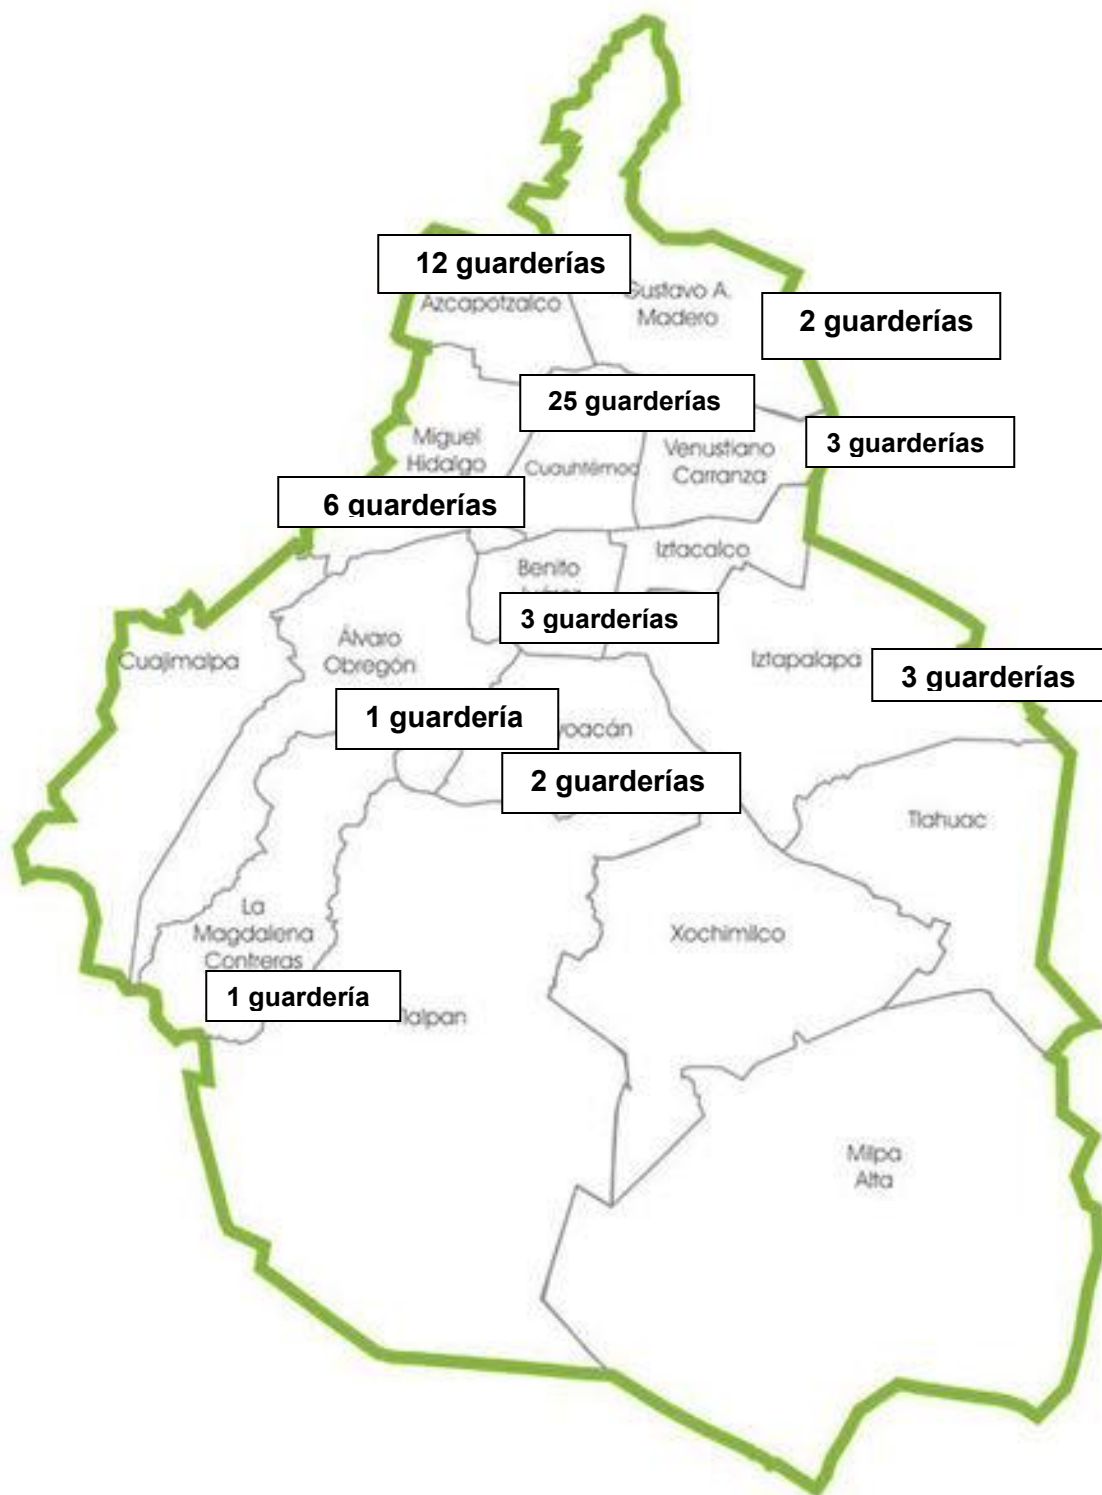 12 guarderías
Azcapotzalco
Gustavo A.
Madero
2 guarderías
25 guarderías
Miguel
Hidalgo
Cuauhtémoc
Venustiano
Carranza
3 guarderías
6 guarderías
Iztacalco
Benito
3 guarderías
Cuajimalpa
Álvaro
Obregón
Iztapalapa
3 guarderías
1 guardería
yoacán
2 guarderías
Tlahuac
La
Magdalena
Contreras
Xochimilco
1 guardería
Tlalpan
Milpa
Alta